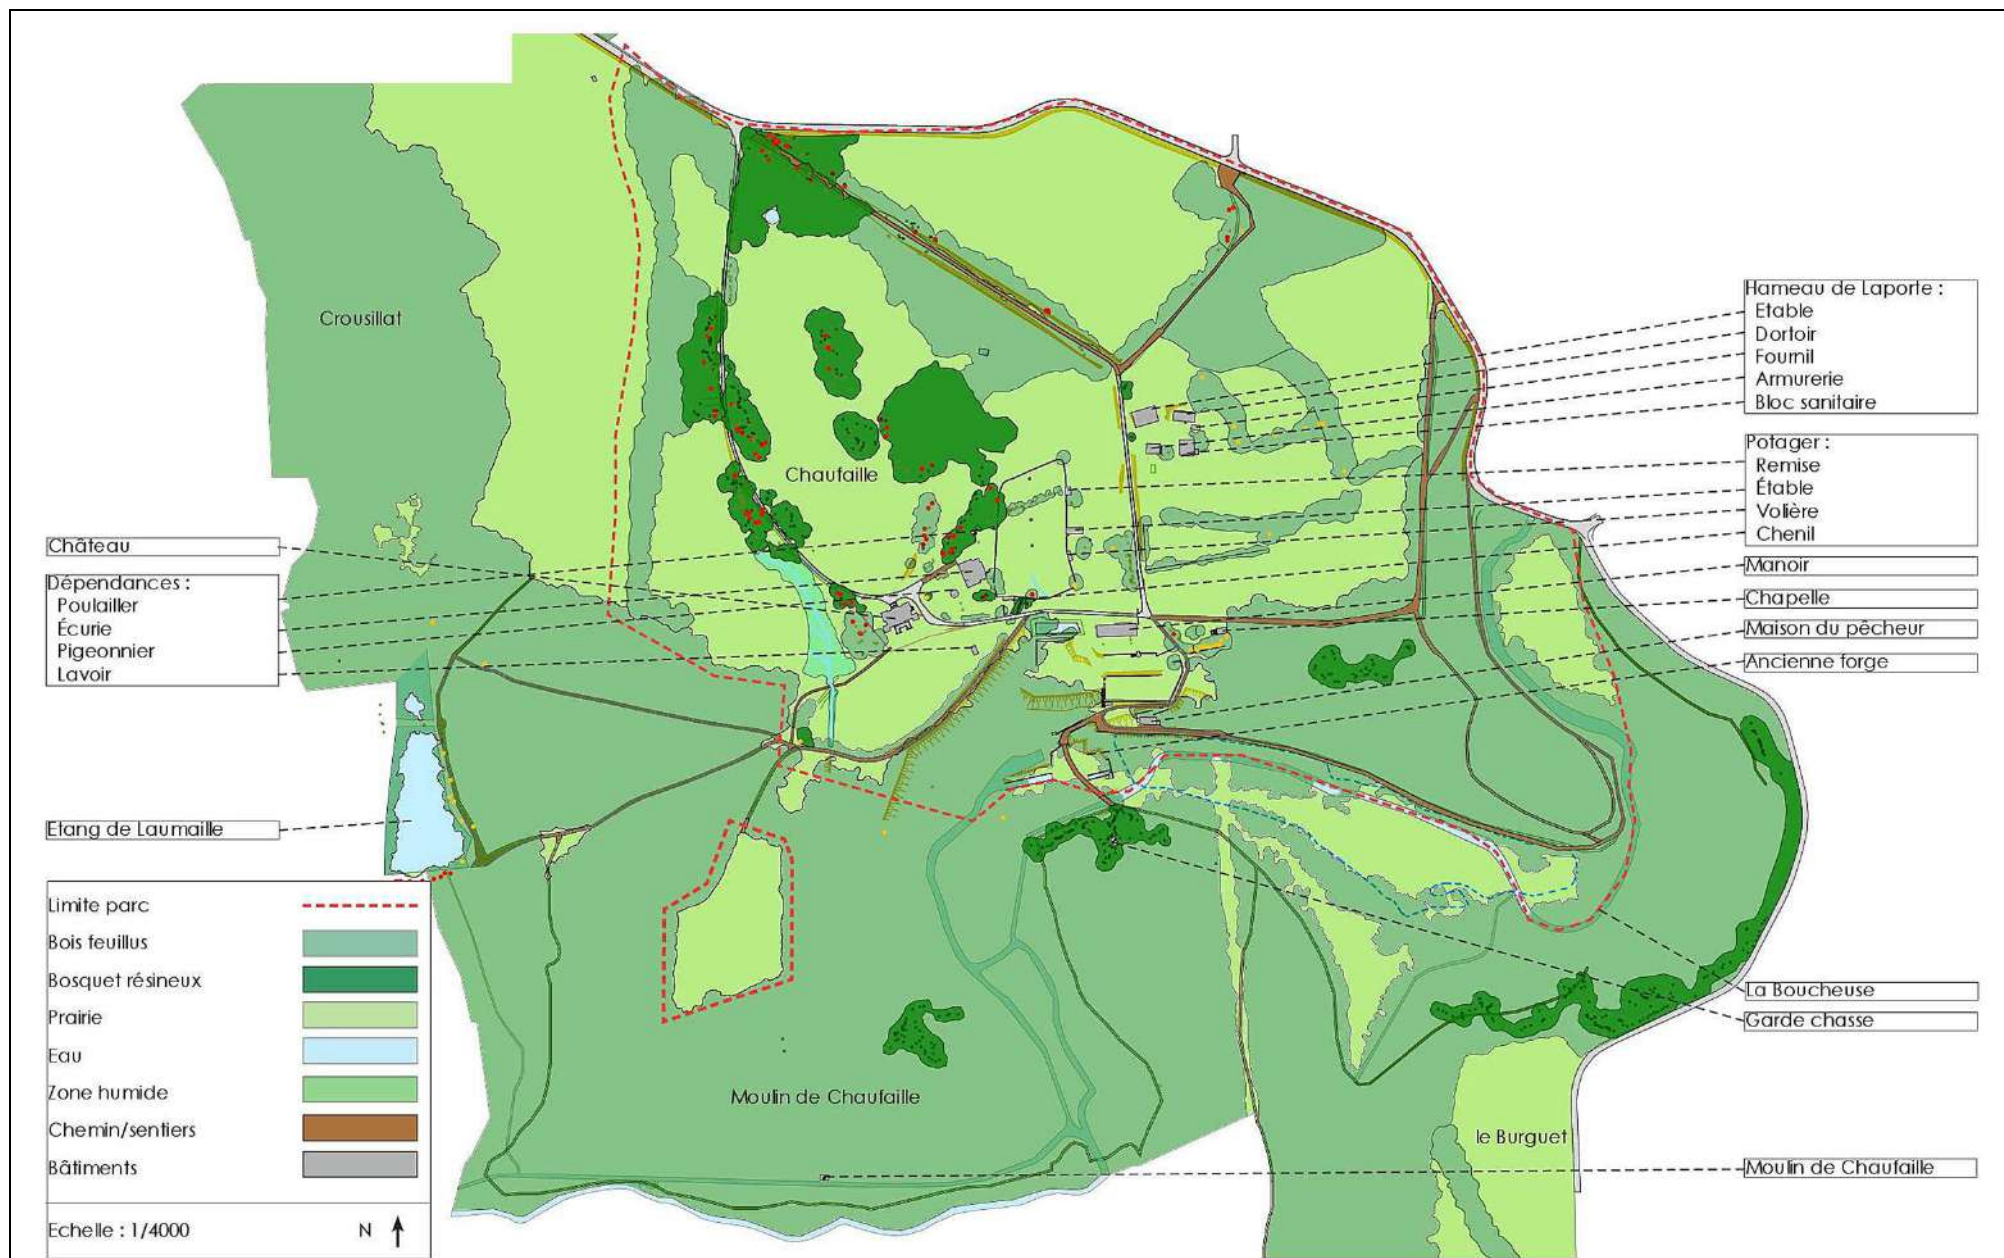 Crousillat
Chaufaille
Hameau de Laporte :
Etable
Dortoir
Fournil
Armurerie
Bloc sanitaire
Potager :
Remise
Étable
Volière
Chenil
Manoir
Chapelle
Maison du pêcheur
Ancienne forge
Château
Dépendances :
Poulailler
Écurie
Pigeonnier
Lavoir
Etang de Laumaille
Limite parc
Bois feuillus
Bosquet résineux
Prairie
Eau
Zone humide
Chemin/sentiers
Bâtiments
Echelle : 1/4000
N
Moulin de Chaufaille
le Burguet
La Boucheuse
Garde chasse
Moulin de Chaufaille